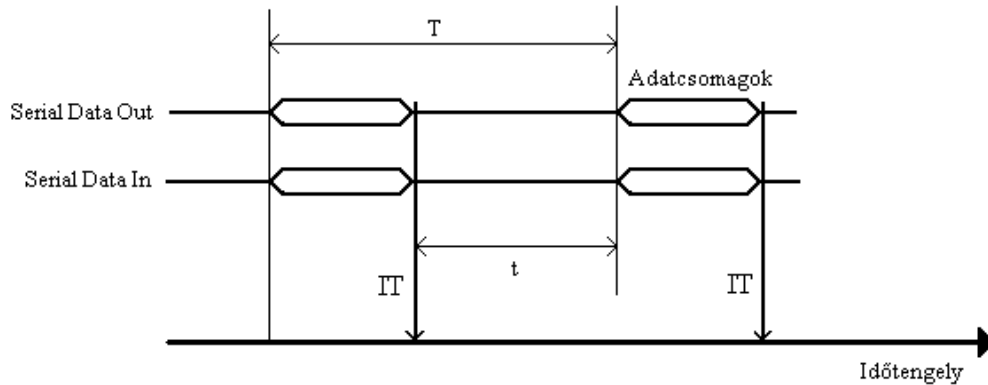 T
Adatcsomagok
Serial Data Out
Serial Data In
t
IT
IT
Időtengely